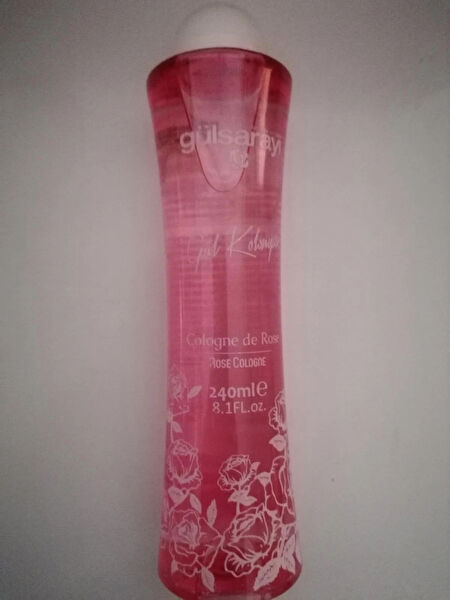 gülsarayı
Gül Kolonyası
Cologne de Rose
ROSE COLOGNE
240ml℮
8.1FL.oz.